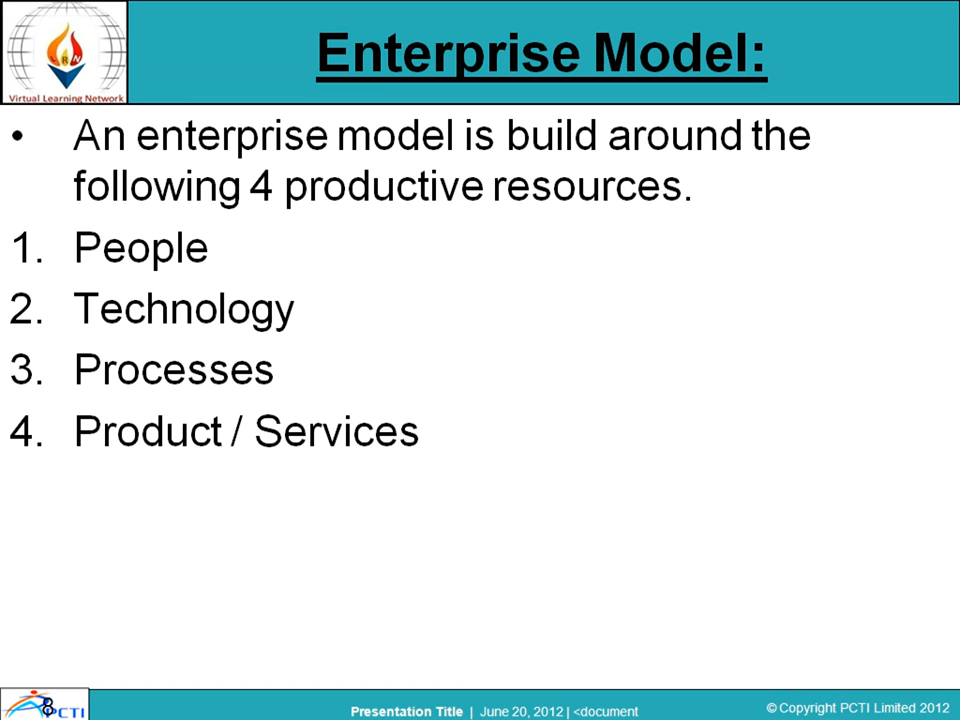 Virtual Learning Network
Enterprise Model:
• An enterprise model is build around the
following 4 productive resources.
1. People
2. Technology
3. Processes
4. Product / Services
8
PCTI
Presentation Title | June 20, 2012 | <document
© Copyright PCTI Limited 2012